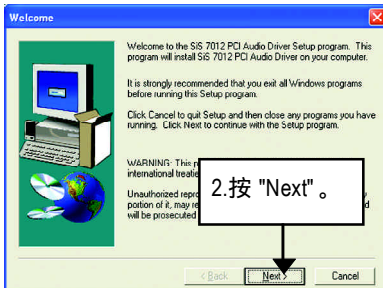 Welcome
Welcome to the SiS 7012 PCI Audio Driver Setup program. This
program will install SiS 7012 PCI Audio Driver on your computer.
It is strongly recommended that you exit all Windows programs
before running this Setup program.
Click Cancel to quit Setup and then close any programs you have
running. Click Next to continue with the Setup program.
WARNING: This
international treatie
Unauthorized repro
portion of it, may re
will be prosecuted
2.按 "Next" 。
< Back
Next >
Cancel